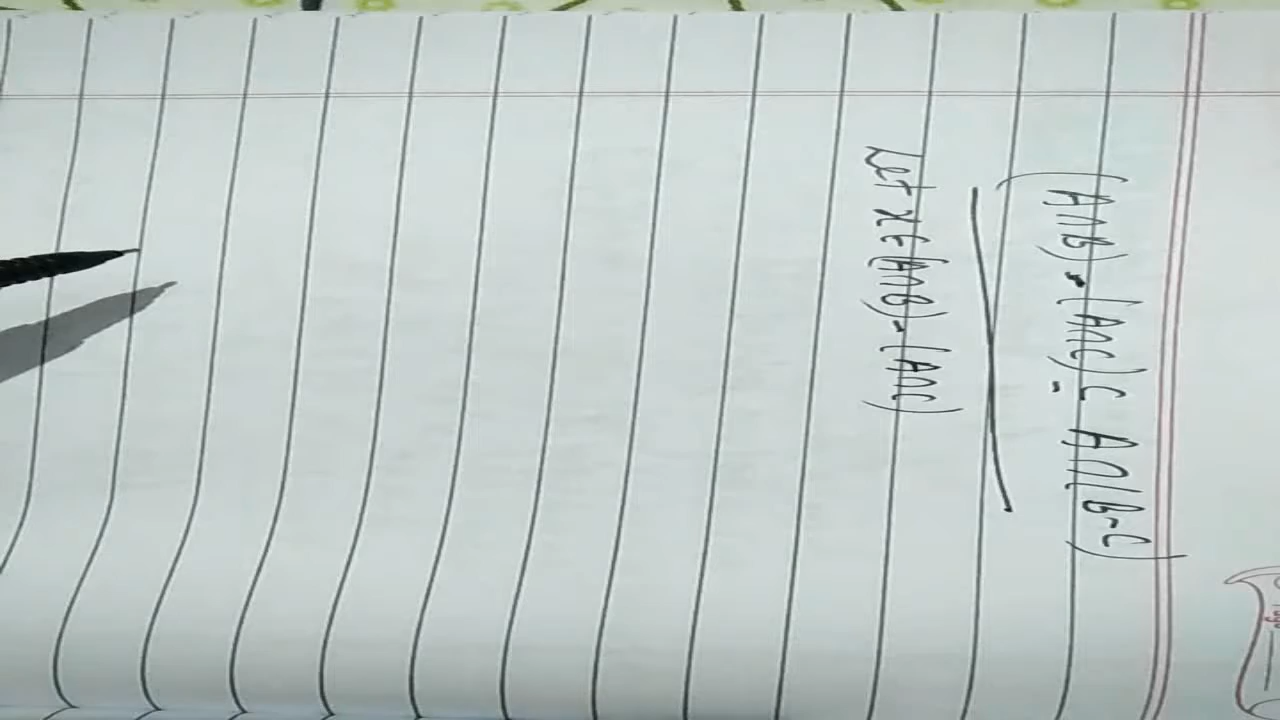 (A∩B) - (A∩C) ⊆ A∩(B-C)
Let x ∈ (A∩B) - (A∩C)